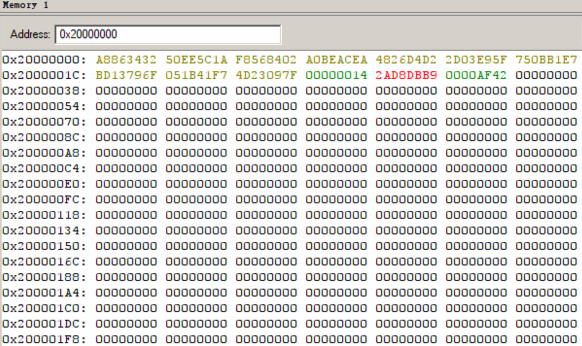 Memory 1
Address: 0x20000000
0x20000000: A8863432 50EE5C1A F8568402 A0BEACEA 4826D4D2 2D03E95F 750BB1E7
0x2000001C: BD13796F 051B41F7 4D23097F 00000014 2AD8DBB9 0000AF42 00000000
0x20000038: 00000000 00000000 00000000 00000000 00000000 00000000 00000000
0x20000054: 00000000 00000000 00000000 00000000 00000000 00000000 00000000
0x20000070: 00000000 00000000 00000000 00000000 00000000 00000000 00000000
0x2000008C: 00000000 00000000 00000000 00000000 00000000 00000000 00000000
0x200000A8: 00000000 00000000 00000000 00000000 00000000 00000000 00000000
0x200000C4: 00000000 00000000 00000000 00000000 00000000 00000000 00000000
0x200000E0: 00000000 00000000 00000000 00000000 00000000 00000000 00000000
0x200000FC: 00000000 00000000 00000000 00000000 00000000 00000000 00000000
0x20000118: 00000000 00000000 00000000 00000000 00000000 00000000 00000000
0x20000134: 00000000 00000000 00000000 00000000 00000000 00000000 00000000
0x20000150: 00000000 00000000 00000000 00000000 00000000 00000000 00000000
0x2000016C: 00000000 00000000 00000000 00000000 00000000 00000000 00000000
0x20000188: 00000000 00000000 00000000 00000000 00000000 00000000 00000000
0x200001A4: 00000000 00000000 00000000 00000000 00000000 00000000 00000000
0x200001C0: 00000000 00000000 00000000 00000000 00000000 00000000 00000000
0x200001DC: 00000000 00000000 00000000 00000000 00000000 00000000 00000000
0x200001F8: 00000000 00000000 00000000 00000000 00000000 00000000 00000000